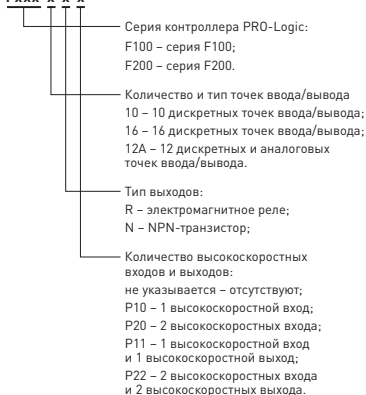 Серия контроллера PRO-Logic:
F100 – серия F100;
F200 – серия F200.
Количество и тип точек ввода/вывода
10 – 10 дискретных точек ввода/вывода;
16 – 16 дискретных точек ввода/вывода;
12A – 12 дискретных и аналоговых
точек ввода/вывода.
Тип выходов:
R – электромагнитное реле;
N – NPN-транзистор;
Количество высокоскоростных
входов и выходов:
не указывается – отсутствуют;
P10 – 1 высокоскоростной вход;
P20 – 2 высокоскоростных входа;
P11 – 1 высокоскоростной вход
и 1 высокоскоростной выход;
P22 – 2 высокоскоростных входа
и 2 высокоскоростных выхода.